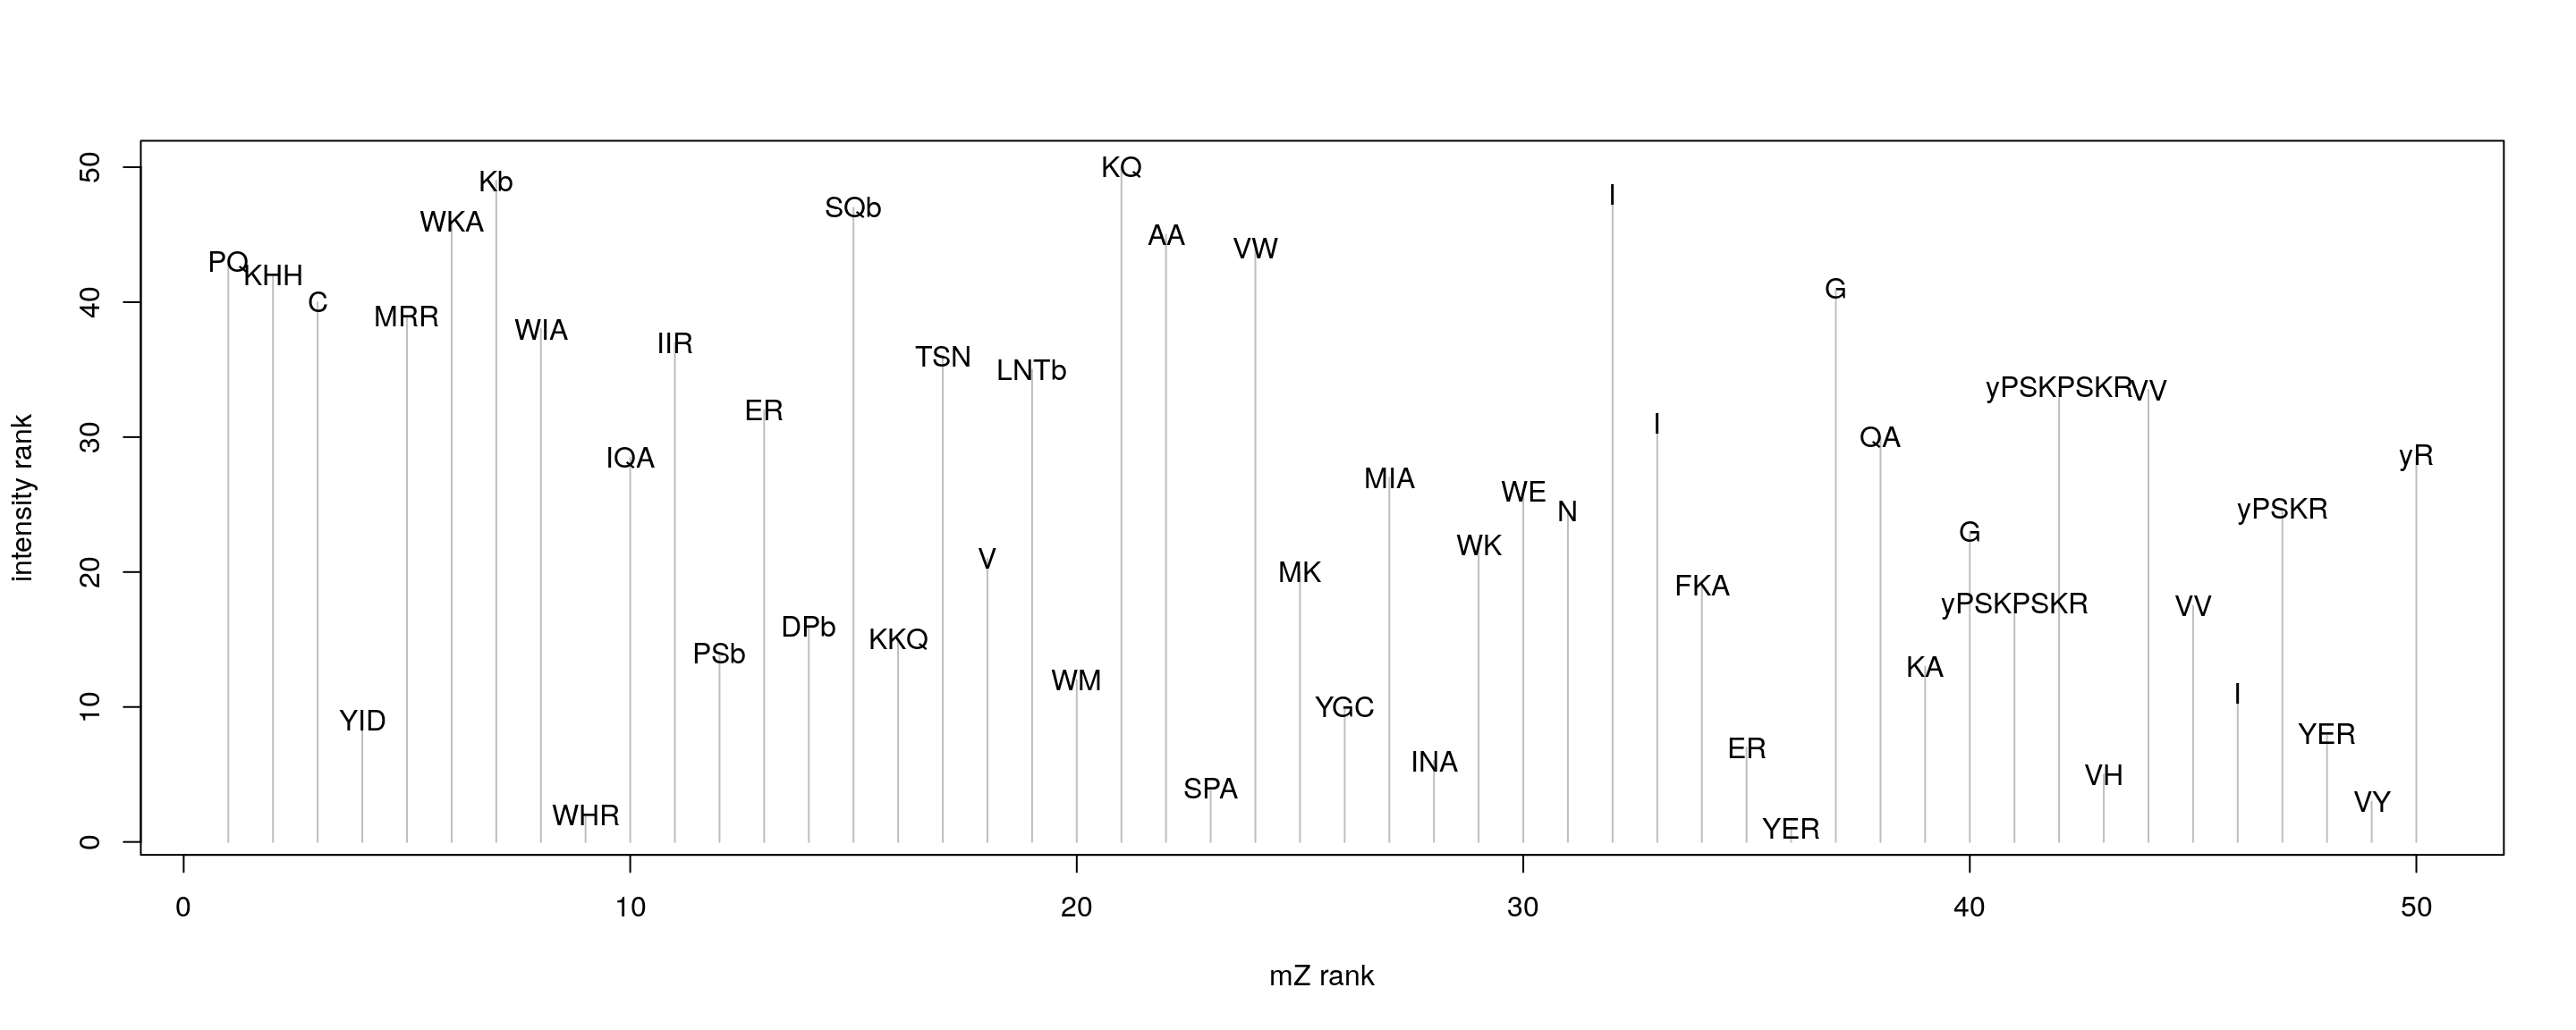 KQ
Kb
I
SQb
WKA
AA
VW
PQ
KHH
G
C
MRR
WIA
IIR
TSN
LNTb
yPSKPSKR
VV
ER
I
QA
yR
IQA
MIA
WE
N
yPSKR
G
WK
V
MK
FKA
yPSKPSKR
VV
DPb
KKQ
PSb
KA
WM
I
YGC
YID
YER
ER
INA
VH
SPA
VY
WHR
YER
50
40
30
20
10
0
intensity rank
0 10 20 30 40 50
mZ rank